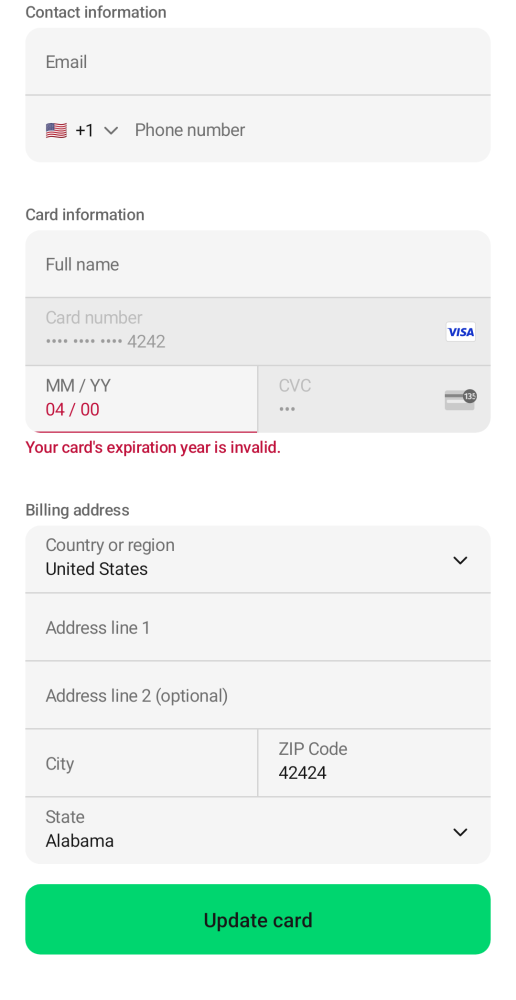 Contact information
Email
🇺🇸 +1 Phone number
Card information
Full name
Card number
•••• •••• •••• 4242 VISA
MM / YY CVC
04 / 00 ••• 135
Your card's expiration year is invalid.
Billing address
Country or region
United States
Address line 1
Address line 2 (optional)
City
ZIP Code
42424
State
Alabama
Update card